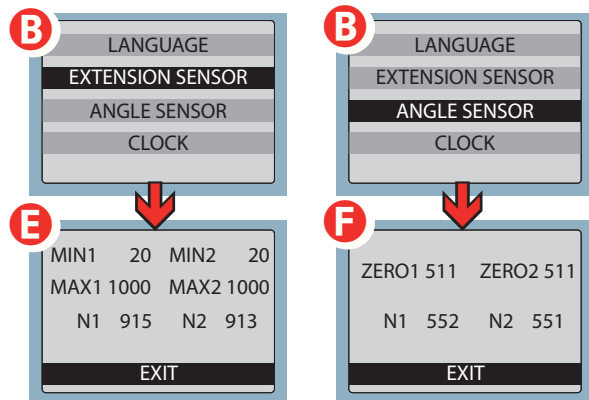 B
LANGUAGE
EXTENSION SENSOR
ANGLE SENSOR
CLOCK
E
MIN1 20 MIN2 20
MAX1 1000 MAX2 1000
N1 915 N2 913
EXIT
B
LANGUAGE
EXTENSION SENSOR
ANGLE SENSOR
CLOCK
F
ZERO1 511 ZERO2 511
N1 552 N2 551
EXIT